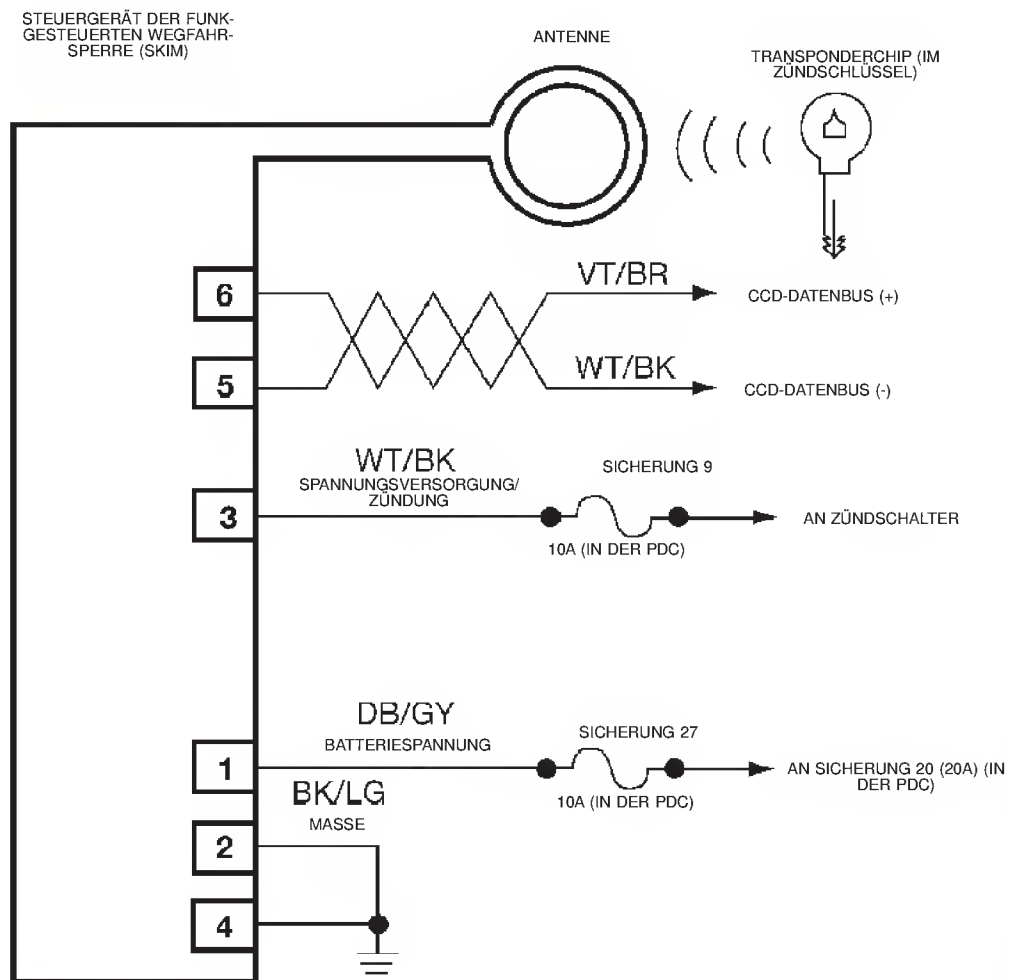 STEUERGERÄT DER FUNK-
GESTEUERTEN WEGFAHR-
SPERRE (SKIM)
ANTENNE
TRANSPONDERCHIP (IM
ZÜNDSCHLÜSSEL)
6
VT/BR
CCD-DATENBUS (+)
5
WT/BK
CCD-DATENBUS (-)
WT/BK
SPANNUNGSVERSORGUNG/
ZÜNDUNG
SICHERUNG 9
3
10A (IN DER PDC)
AN ZÜNDSCHALTER
DB/GY
BATTERIESPANNUNG
SICHERUNG 27
1
10A (IN DER PDC)
AN SICHERUNG 20 (20A) (IN
DER PDC)
BK/LG
MASSE
2
4